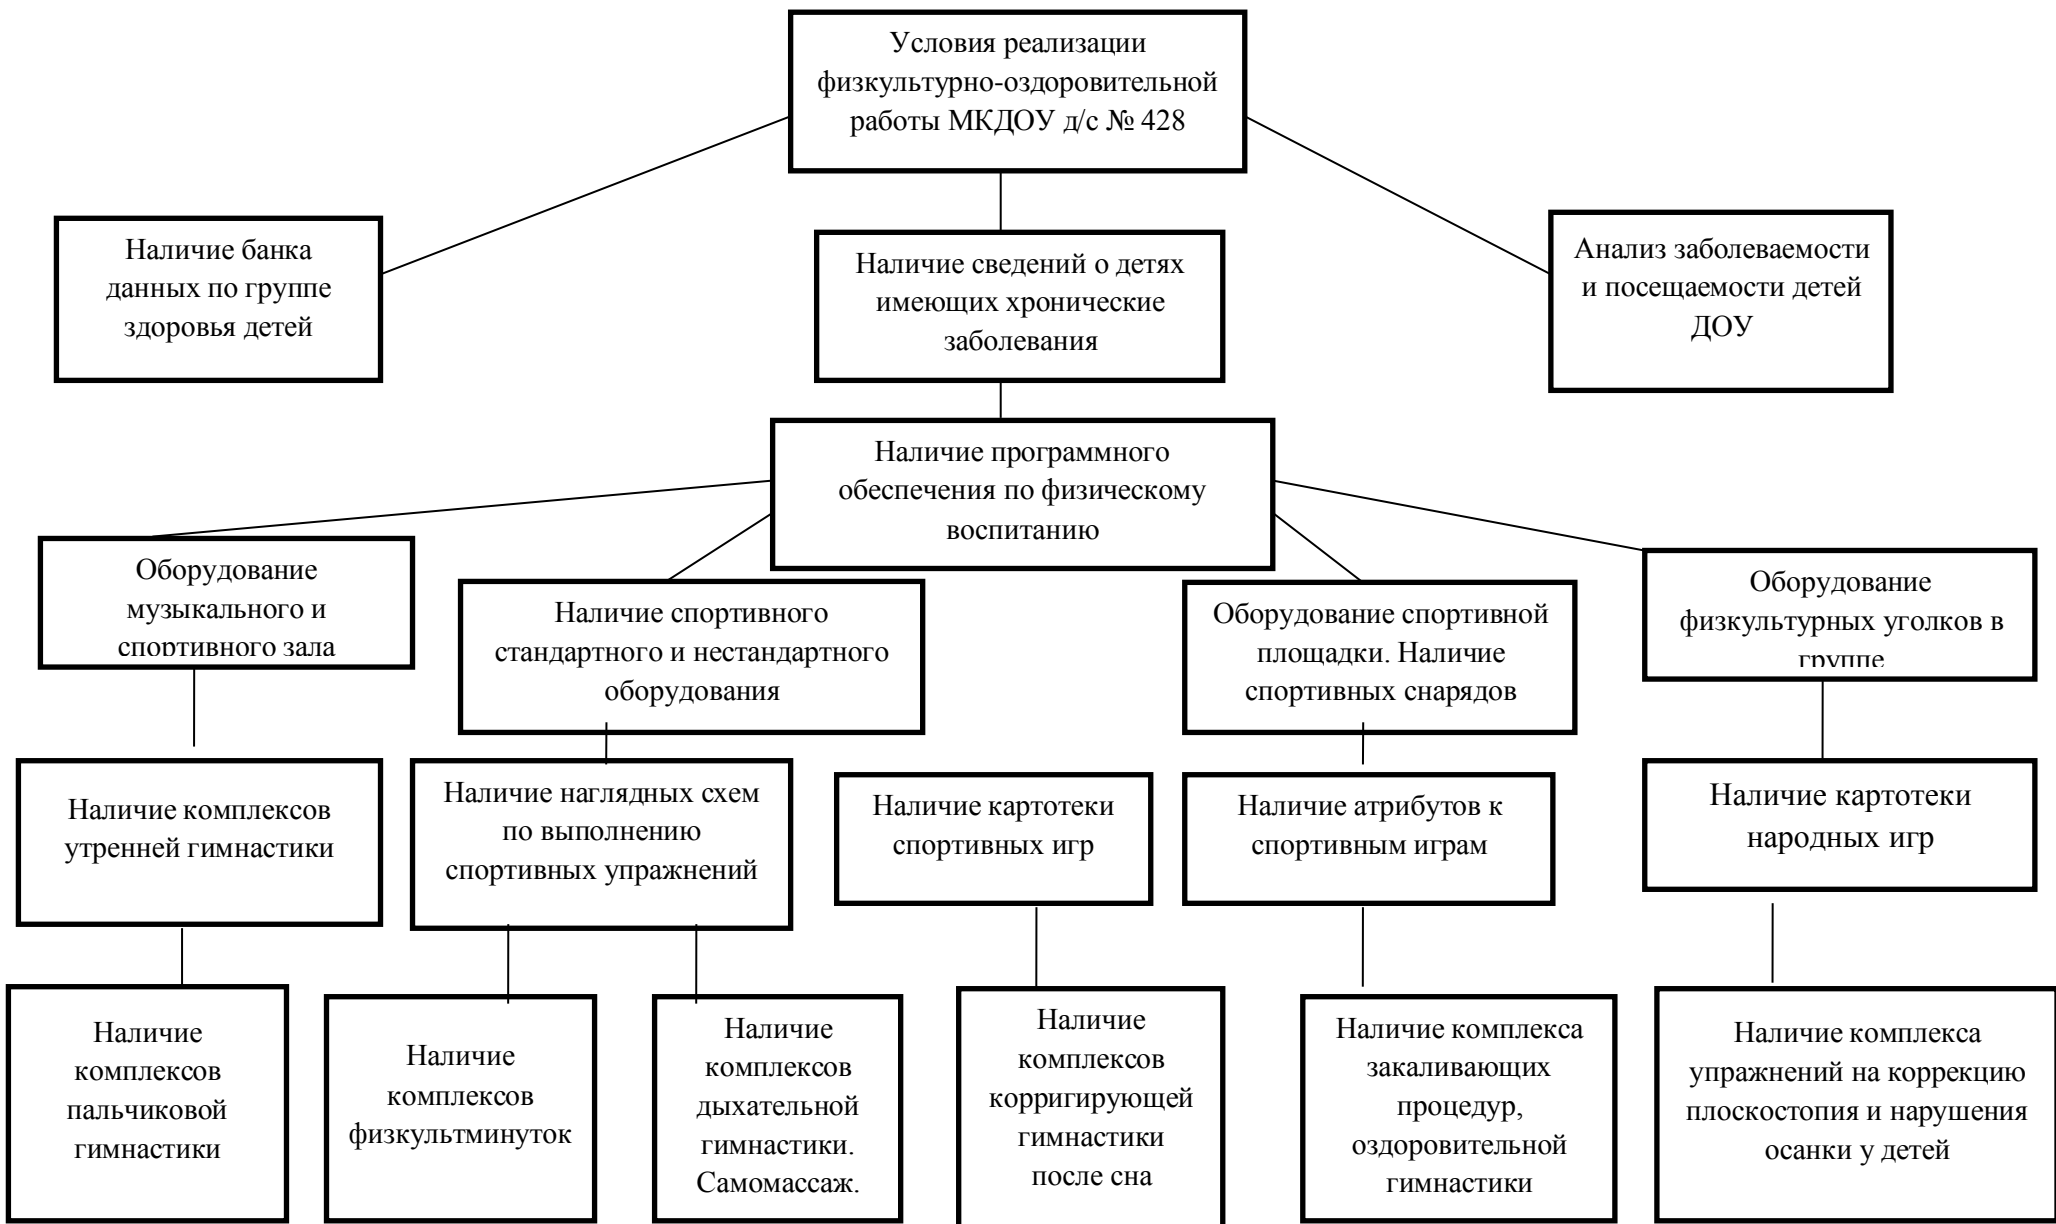 Условия реализации
физкультурно-оздоровительной
работы МКДОУ д/с № 428
Наличие банка
данных по группе
здоровья детей
Наличие сведений о детях
имеющих хронические
заболевания
Анализ заболеваемости
и посещаемости детей
ДОУ
Наличие программного
обеспечения по физическому
воспитанию
Оборудование
музыкального и
спортивного зала
Наличие спортивного
стандартного и нестандартного
оборудования
Оборудование спортивной
площадки. Наличие
спортивных снарядов
Оборудование
физкультурных уголков в
группе
Наличие комплексов
утренней гимнастики
Наличие наглядных схем
по выполнению
спортивных упражнений
Наличие картотеки
спортивных игр
Наличие атрибутов к
спортивным играм
Наличие картотеки
народных игр
Наличие
комплексов
пальчиковой
гимнастики
Наличие
комплексов
физкультминуток
Наличие
комплексов
дыхательной
гимнастики.
Самомассаж.
Наличие
комплексов
корригирующей
гимнастики
после сна
Наличие комплекса
закаливающих
процедур,
оздоровительной
гимнастики
Наличие комплекса
упражнений на коррекцию
плоскостопия и нарушения
осанки у детей